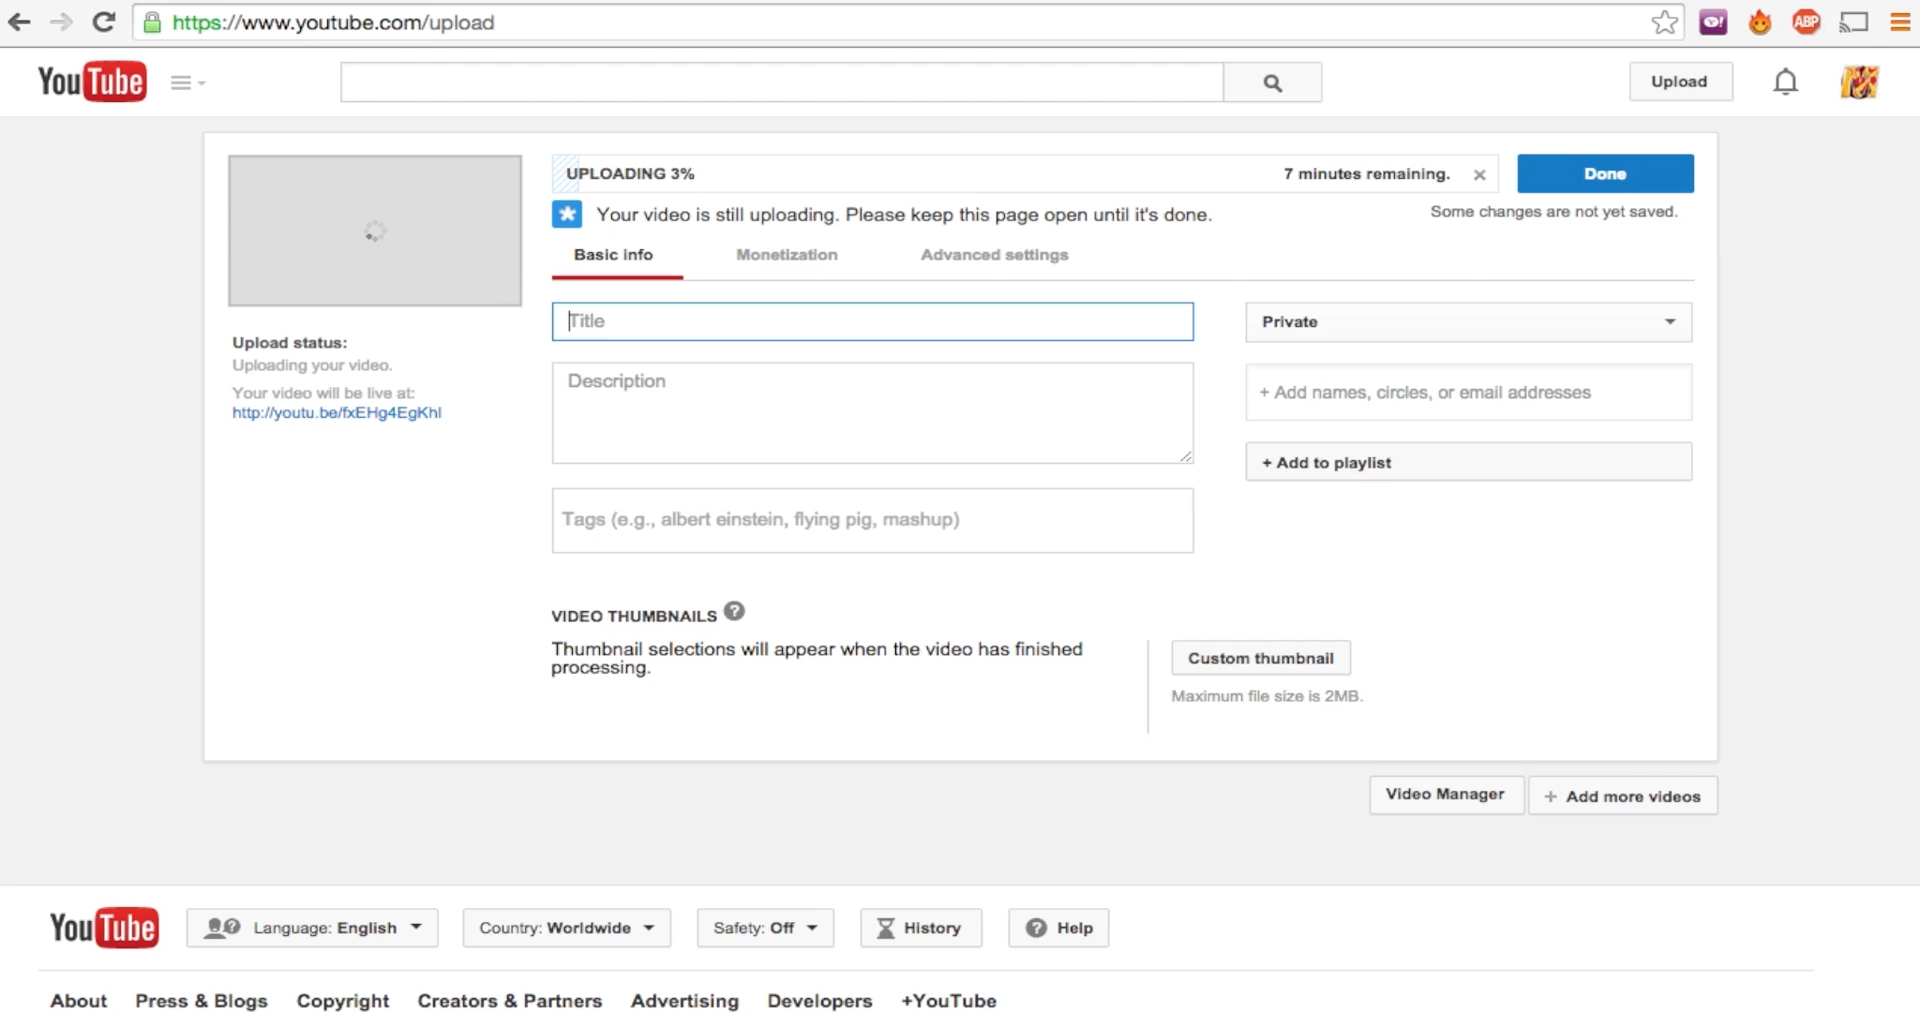 https://www.youtube.com/upload
YouTube
Upload
UPLOADING 3%
7 minutes remaining.
Done
Your video is still uploading. Please keep this page open until it's done.
Some changes are not yet saved.
Basic info
Monetization
Advanced settings
Title
Private
Description
+ Add names, circles, or email addresses
Upload status:
Uploading your video.
Your video will be live at:
http://youtu.be/fxEHg4EgKhI
+ Add to playlist
Tags (e.g., albert einstein, flying pig, mashup)
VIDEO THUMBNAILS ?
Thumbnail selections will appear when the video has finished
processing.
Custom thumbnail
Maximum file size is 2MB.
Video Manager
+ Add more videos
YouTube
Language: English
Country: Worldwide
Safety: Off
History
? Help
About
Press & Blogs
Copyright
Creators & Partners
Advertising
Developers
+YouTube
ABP
Y!